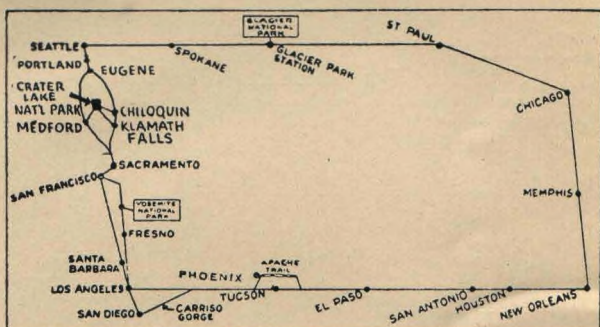 GLACIER
NATIONAL
PARK
SEATTLE
SPOKANE
GLACIER PARK
STATION
ST PAUL
PORTLAND
EUGENE
CRATER
LAKE
NAT'L PARK
MEDFORD
CHILOQUIN
KLAMATH
FALLS
CHICAGO
SACRAMENTO
SAN FRANCISCO
YOSEMITE
NATIONAL
PARK
MEMPHIS
FRESNO
SANTA
BARBARA
PHOENIX
APACHE
TRAIL
LOS ANGELES
TUCSON
EL PASO
SAN ANTONIO
HOUSTON
NEW ORLEANS
SAN DIEGO
CARRISO
GORGE